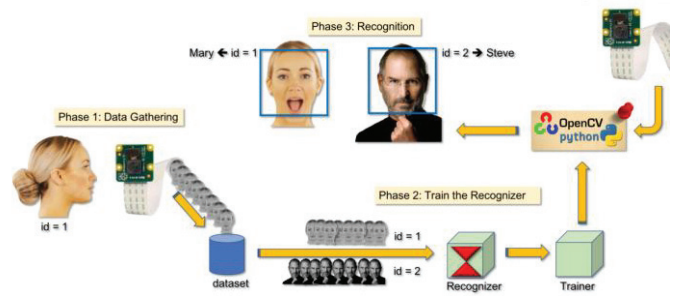 Phase 3: Recognition
Mary ← id = 1
id = 2 → Steve
Phase 1: Data Gathering
OpenCV
python
id = 1
Phase 2: Train the Recognizer
id = 1
id = 2
dataset
Recognizer
Trainer